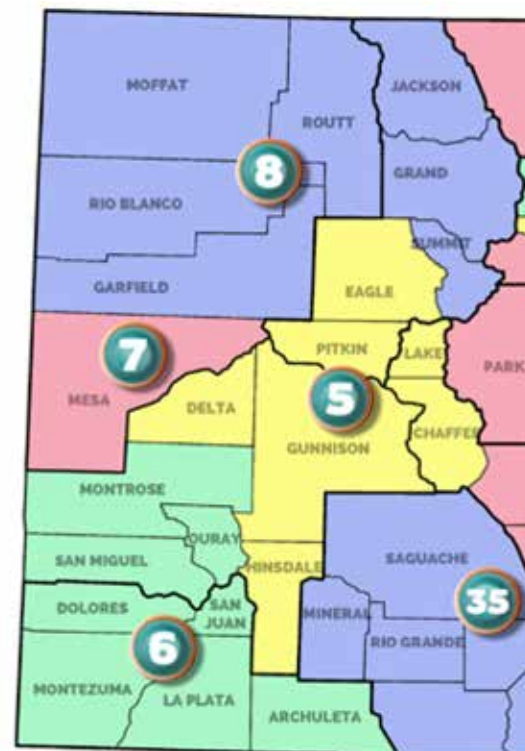 MOFFAT
JACKSON
ROUTT
8
GRAND
RIO BLANCO
SUMMIT
GARFIELD
EAGLE
7
PITKIN
LAKE
PARK
MESA
5
DELTA
CHAFFEE
GUNNISON
MONTROSE
OURAY
SAN MIGUEL
HINSDALE
SAGUACHE
DOLORES
SAN
JUAN
MINERAL
35
RIO GRANDE
6
MONTEZUMA
LA PLATA
ARCHULETA